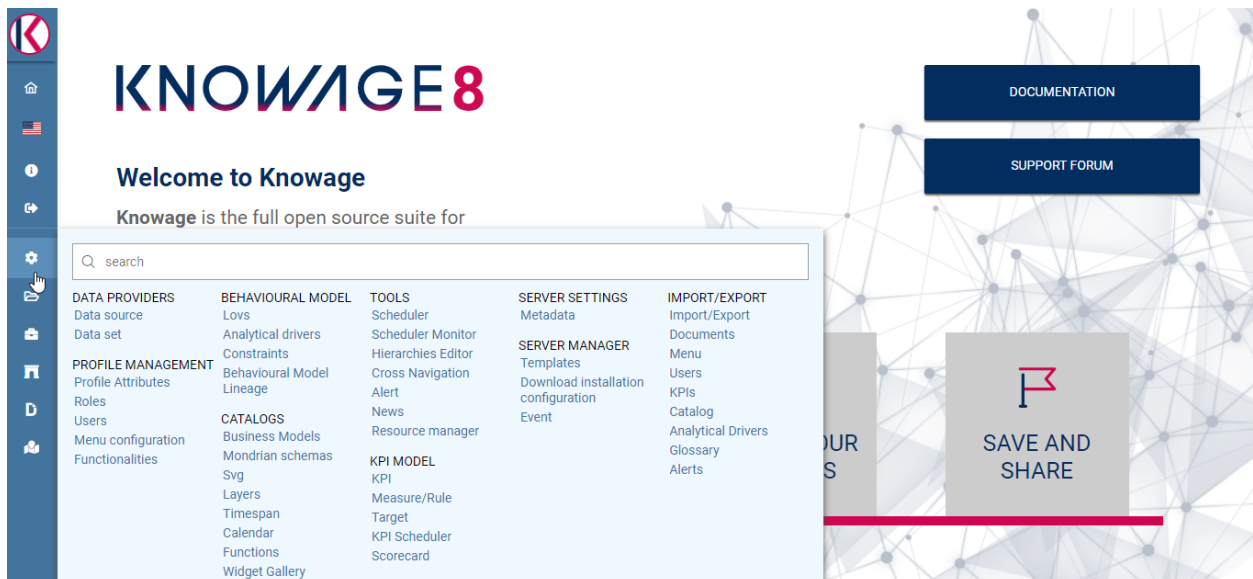 KNOWAGE8
DOCUMENTATION
SUPPORT FORUM
Welcome to Knowage
Knowage is the full open source suite for
search
DATA PROVIDERS
Data source
Data set
PROFILE MANAGEMENT
Profile Attributes
Roles
Users
Menu configuration
Functionalities
BEHAVIOURAL MODEL
Lovs
Analytical drivers
Constraints
Behavioural Model
Lineage
CATALOGS
Business Models
Mondrian schemas
Svg
Layers
Timespan
Calendar
Functions
Widget Gallery
TOOLS
Scheduler
Scheduler Monitor
Hierarchies Editor
Cross Navigation
Alert
News
Resource manager
KPI MODEL
KPI
Measure/Rule
Target
KPI Scheduler
Scorecard
SERVER SETTINGS
Metadata
SERVER MANAGER
Templates
Download installation
configuration
Event
IMPORT/EXPORT
Import/Export
Documents
Menu
Users
KPIs
Catalog
Analytical Drivers
Glossary
Alerts
SAVE AND
SHARE